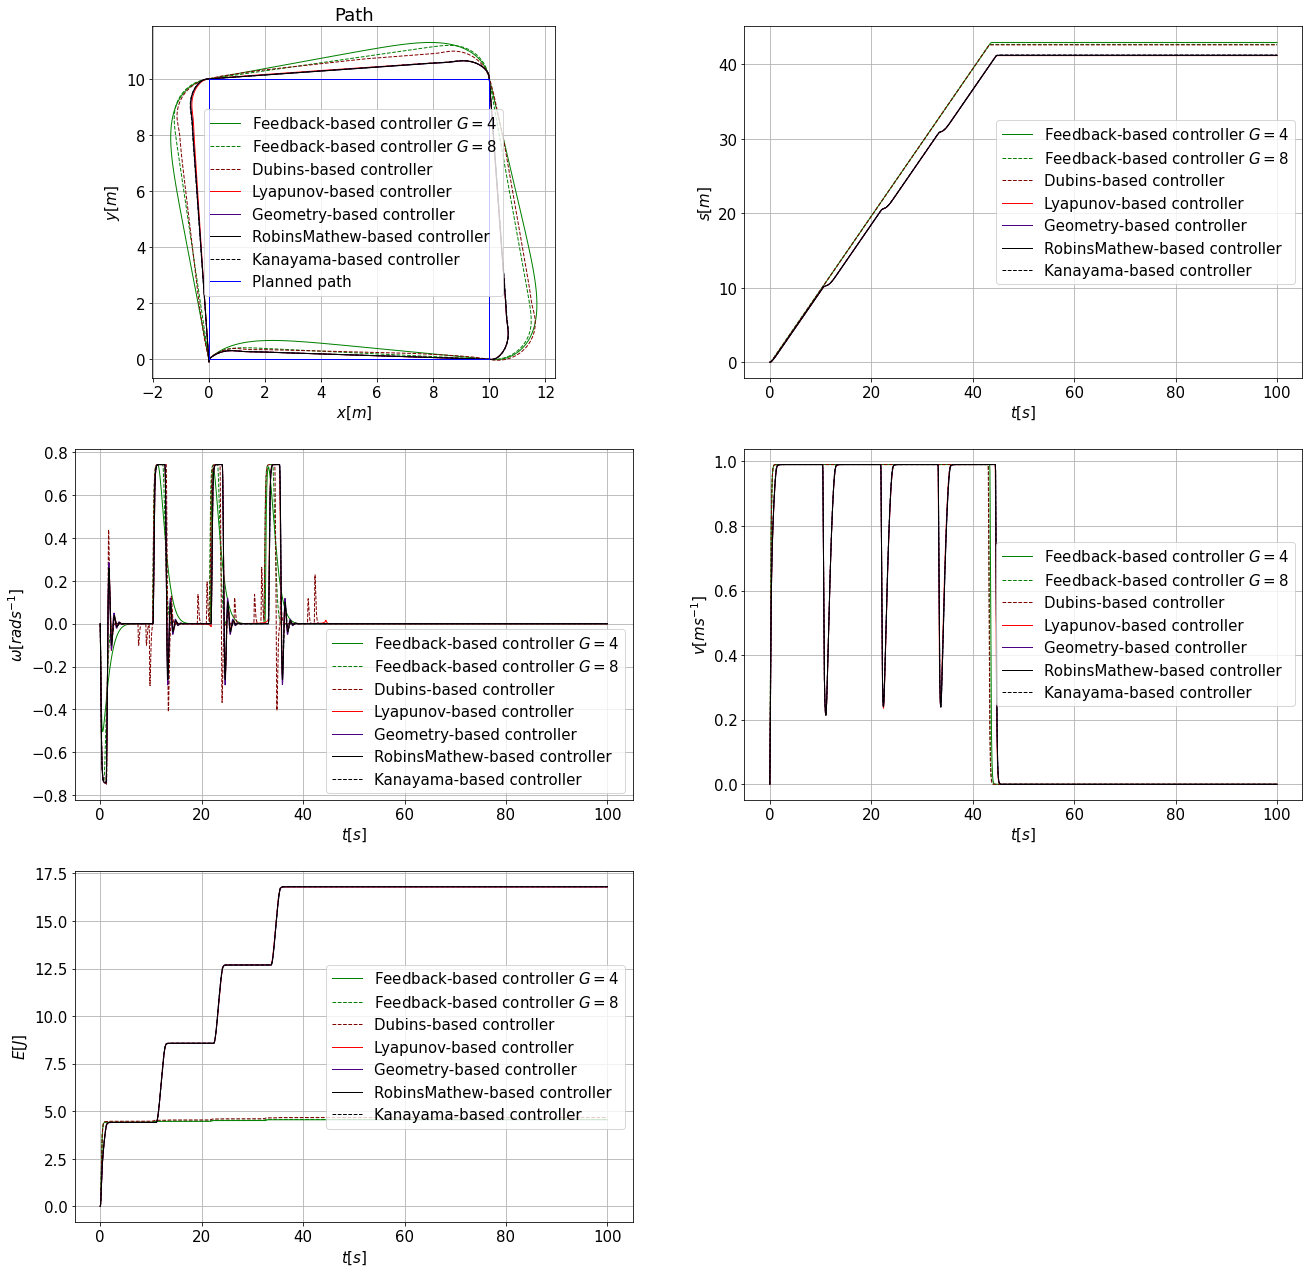 Path
y[m]
10
8
6
4
2
0
Feedback-based controller G = 4
Feedback-based controller G = 8
Dubins-based controller
Lyapunov-based controller
Geometry-based controller
RobinsMathew-based controller
Kanayama-based controller
Planned path
−2 0 2 4 6 8 10 12
x[m]
s[m]
40
30
20
10
0
Feedback-based controller G = 4
Feedback-based controller G = 8
Dubins-based controller
Lyapunov-based controller
Geometry-based controller
RobinsMathew-based controller
Kanayama-based controller
0 20 40 60 80 100
t[s]
ω[rads⁻¹]
0.8
0.6
0.4
0.2
0.0
−0.2
−0.4
−0.6
−0.8
Feedback-based controller G = 4
Feedback-based controller G = 8
Dubins-based controller
Lyapunov-based controller
Geometry-based controller
RobinsMathew-based controller
Kanayama-based controller
0 20 40 60 80 100
t[s]
v[ms⁻¹]
1.0
0.8
0.6
0.4
0.2
0.0
Feedback-based controller G = 4
Feedback-based controller G = 8
Dubins-based controller
Lyapunov-based controller
Geometry-based controller
RobinsMathew-based controller
Kanayama-based controller
0 20 40 60 80 100
t[s]
E[J]
17.5
15.0
12.5
10.0
7.5
5.0
2.5
0.0
Feedback-based controller G = 4
Feedback-based controller G = 8
Dubins-based controller
Lyapunov-based controller
Geometry-based controller
RobinsMathew-based controller
Kanayama-based controller
0 20 40 60 80 100
t[s]